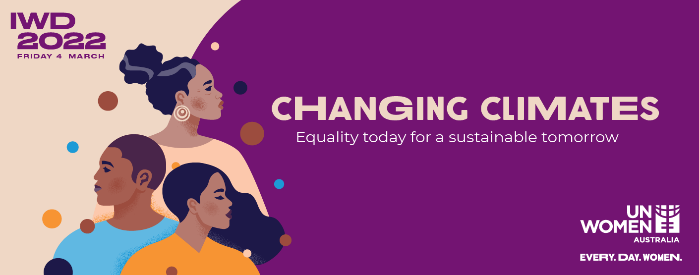 IWD
2022
FRIDAY 4 MARCH
CHANGING CLIMATES
Equality today for a sustainable tomorrow
UN
WOMEN
AUSTRALIA
EVERY. DAY. WOMEN.